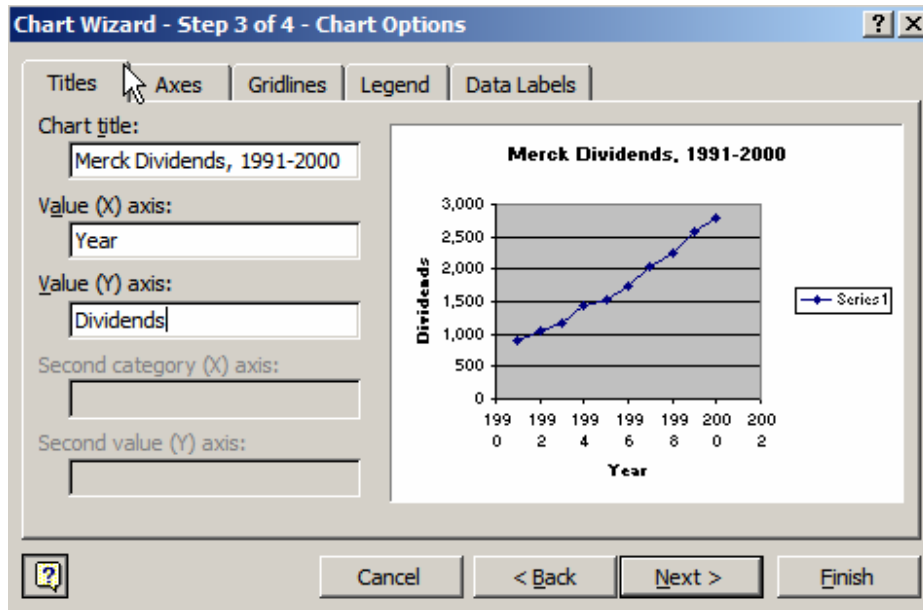 Chart Wizard - Step 3 of 4 - Chart Options
Titles Axes Gridlines Legend Data Labels
Chart title:
Merck Dividends, 1991-2000
Value (X) axis:
Year
Value (Y) axis:
Dividends
Second category (X) axis:
Second value (Y) axis:
Merck Dividends, 1991-2000
3,000
2,500
2,000
1,500
1,000
500
0
Dividends
199 199 199 199 199 200 200
0 2 4 6 8 0 2
Year
Series1
Cancel < Back Next > Finish